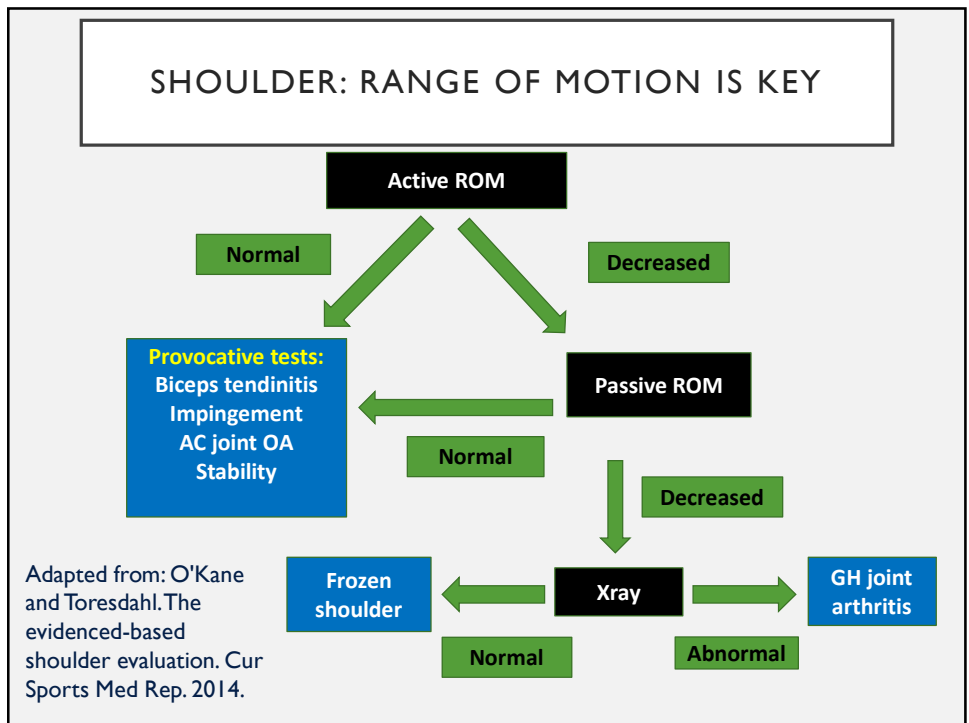 SHOULDER: RANGE OF MOTION IS KEY
Active ROM
Normal
Decreased
Provocative tests:
Biceps tendinitis
Impingement
AC joint OA
Stability
Passive ROM
Normal
Decreased
Adapted from: O'Kane
and Toresdahl. The
evidenced-based
shoulder evaluation. Cur
Sports Med Rep. 2014.
Frozen
shoulder
Xray
GH joint
arthritis
Normal
Abnormal